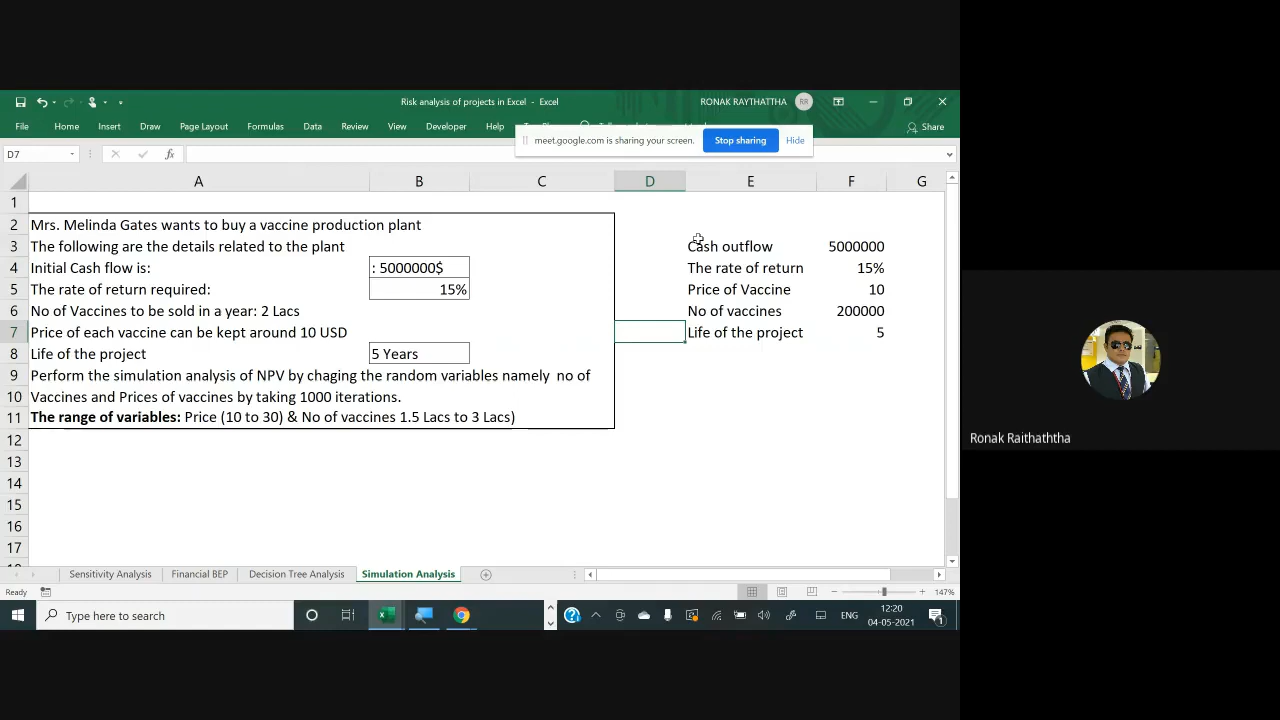 Risk analysis of projects in Excel - Excel
RONAK RAYTHATTHA RR
File Home Insert Draw Page Layout Formulas Data Review View Developer Help
Share
meet.google.com is sharing your screen. Stop sharing Hide
D7 fx
A B C D E F G
1
2 Mrs. Melinda Gates wants to buy a vaccine production plant
3 The following are the details related to the plant Cash outflow 5000000
4 Initial Cash flow is: : 5000000$ The rate of return 15%
5 The rate of return required: 15% Price of Vaccine 10
6 No of Vaccines to be sold in a year: 2 Lacs No of vaccines 200000
7 Price of each vaccine can be kept around 10 USD Life of the project 5
8 Life of the project 5 Years
9 Perform the simulation analysis of NPV by chaging the random variables namely no of
10 Vaccines and Prices of vaccines by taking 1000 iterations.
11 The range of variables: Price (10 to 30) & No of vaccines 1.5 Lacs to 3 Lacs)
12
13
14
15
16
17
Ronak Raithaththa
Sensitivity Analysis Financial BEP Decision Tree Analysis Simulation Analysis
Ready 147%
Type here to search ENG 12:20
04-05-2021